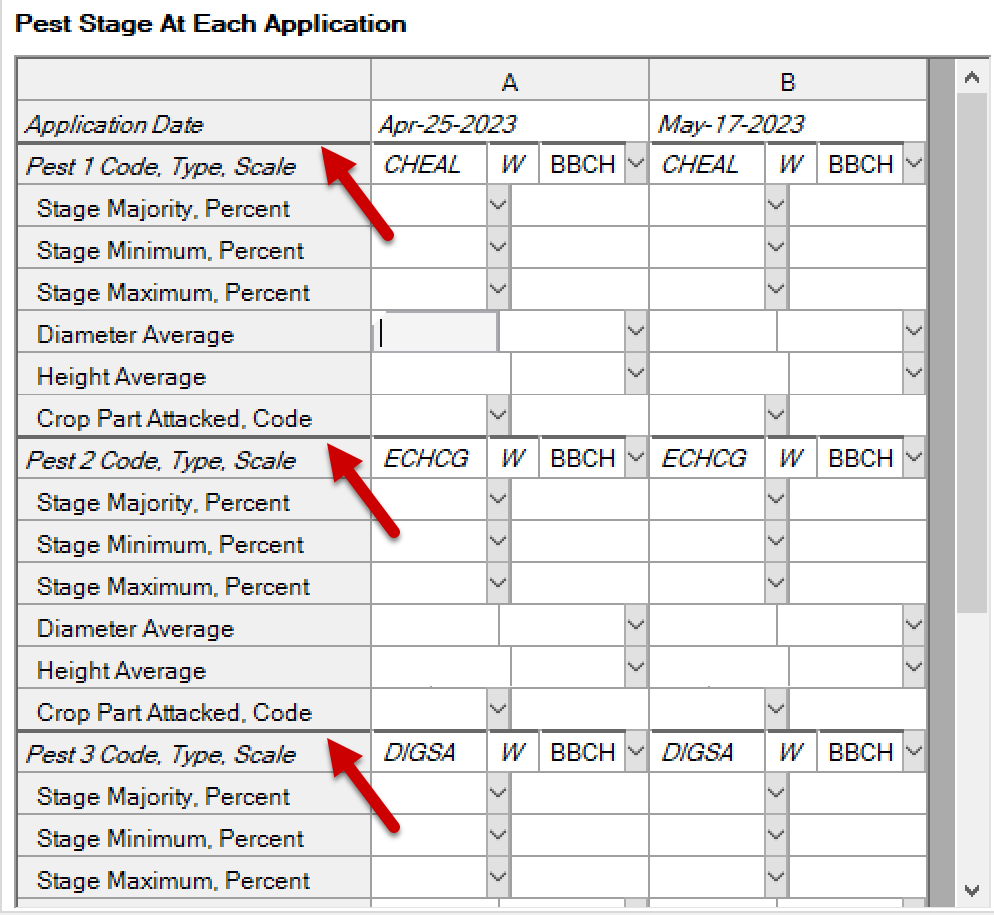 Pest Stage At Each Application
A B
Application Date Apr-25-2023 May-17-2023
Pest 1 Code, Type, Scale CHEAL W BBCH CHEAL W BBCH
Stage Majority, Percent
Stage Minimum, Percent
Stage Maximum, Percent
Diameter Average
Height Average
Crop Part Attacked, Code
Pest 2 Code, Type, Scale ECHCG W BBCH ECHCG W BBCH
Stage Majority, Percent
Stage Minimum, Percent
Stage Maximum, Percent
Diameter Average
Height Average
Crop Part Attacked, Code
Pest 3 Code, Type, Scale DIGSA W BBCH DIGSA W BBCH
Stage Majority, Percent
Stage Minimum, Percent
Stage Maximum, Percent